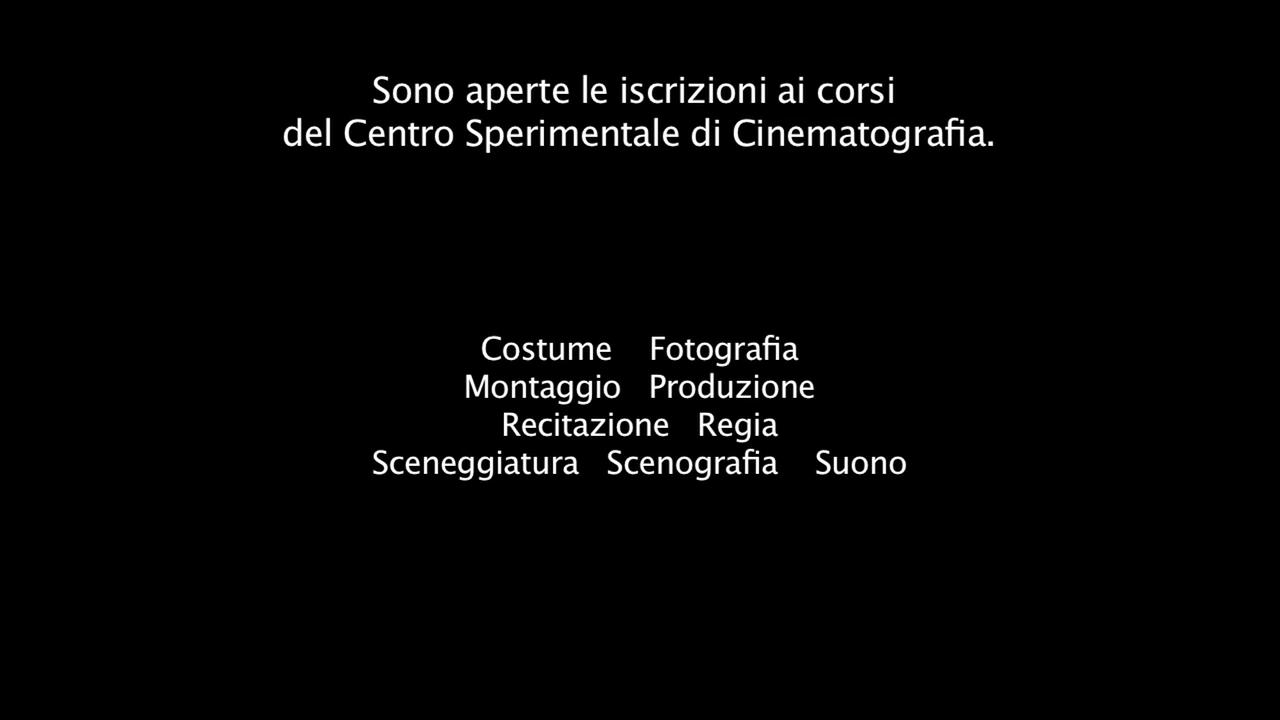 Sono aperte le iscrizioni ai corsi
del Centro Sperimentale di Cinematografia.
Costume Fotografia
Montaggio Produzione
Recitazione Regia
Sceneggiatura Scenografia Suono